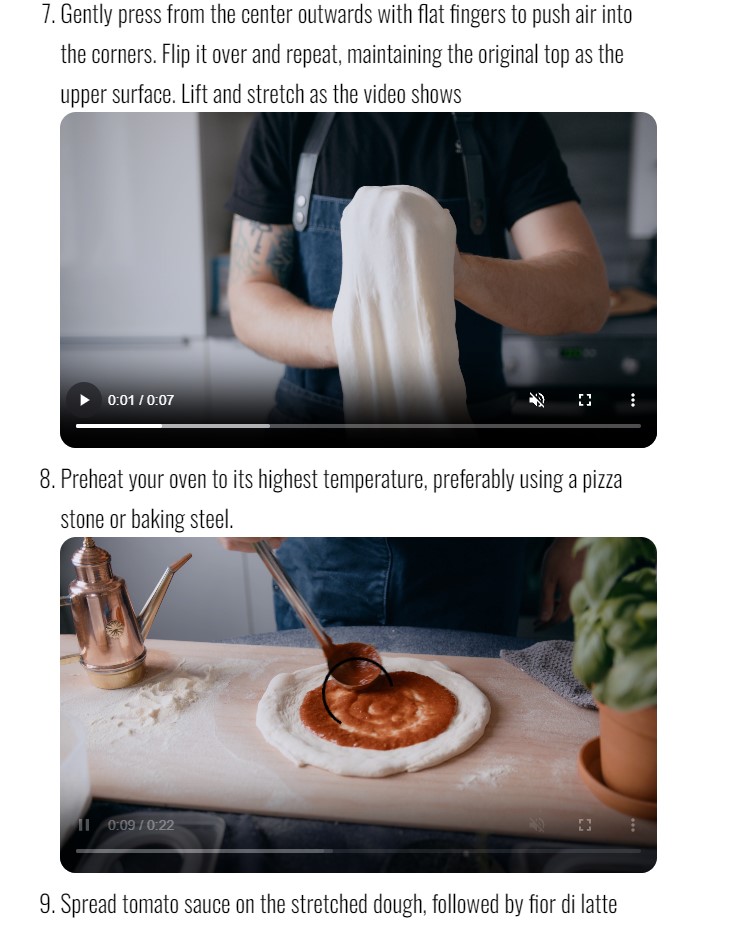 7. Gently press from the center outwards with flat fingers to push air into
the corners. Flip it over and repeat, maintaining the original top as the
upper surface. Lift and stretch as the video shows
0:01 / 0:07
8. Preheat your oven to its highest temperature, preferably using a pizza
stone or baking steel.
0:09 / 0:22
9. Spread tomato sauce on the stretched dough, followed by fior di latte